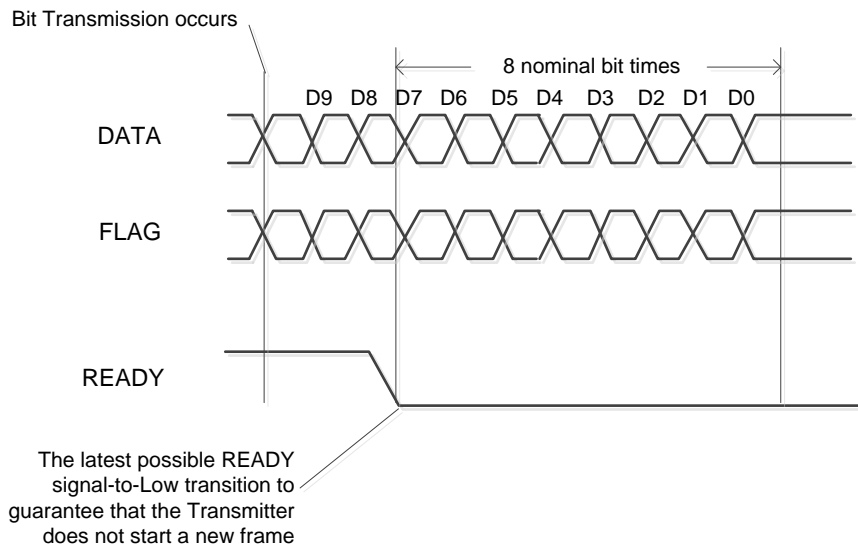 Bit Transmission occurs
8 nominal bit times
D9 D8 D7 D6 D5 D4 D3 D2 D1 D0
DATA
FLAG
READY
The latest possible READY
signal-to-Low transition to
guarantee that the Transmitter
does not start a new frame